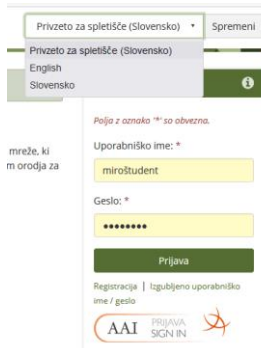 Privzeto za spletišče (Slovensko)
Spremeni
Privzeto za spletišče (Slovensko)
English
Slovensko
Polja z oznako '*' so obvezna.
mreže, ki
m orodja za
Uporabniško ime: *
miroštudent
Geslo: *
••••••••
Prijava
Registracija | Izgubljeno uporabniško
ime / geslo
AAI PRIJAVA
SIGN IN